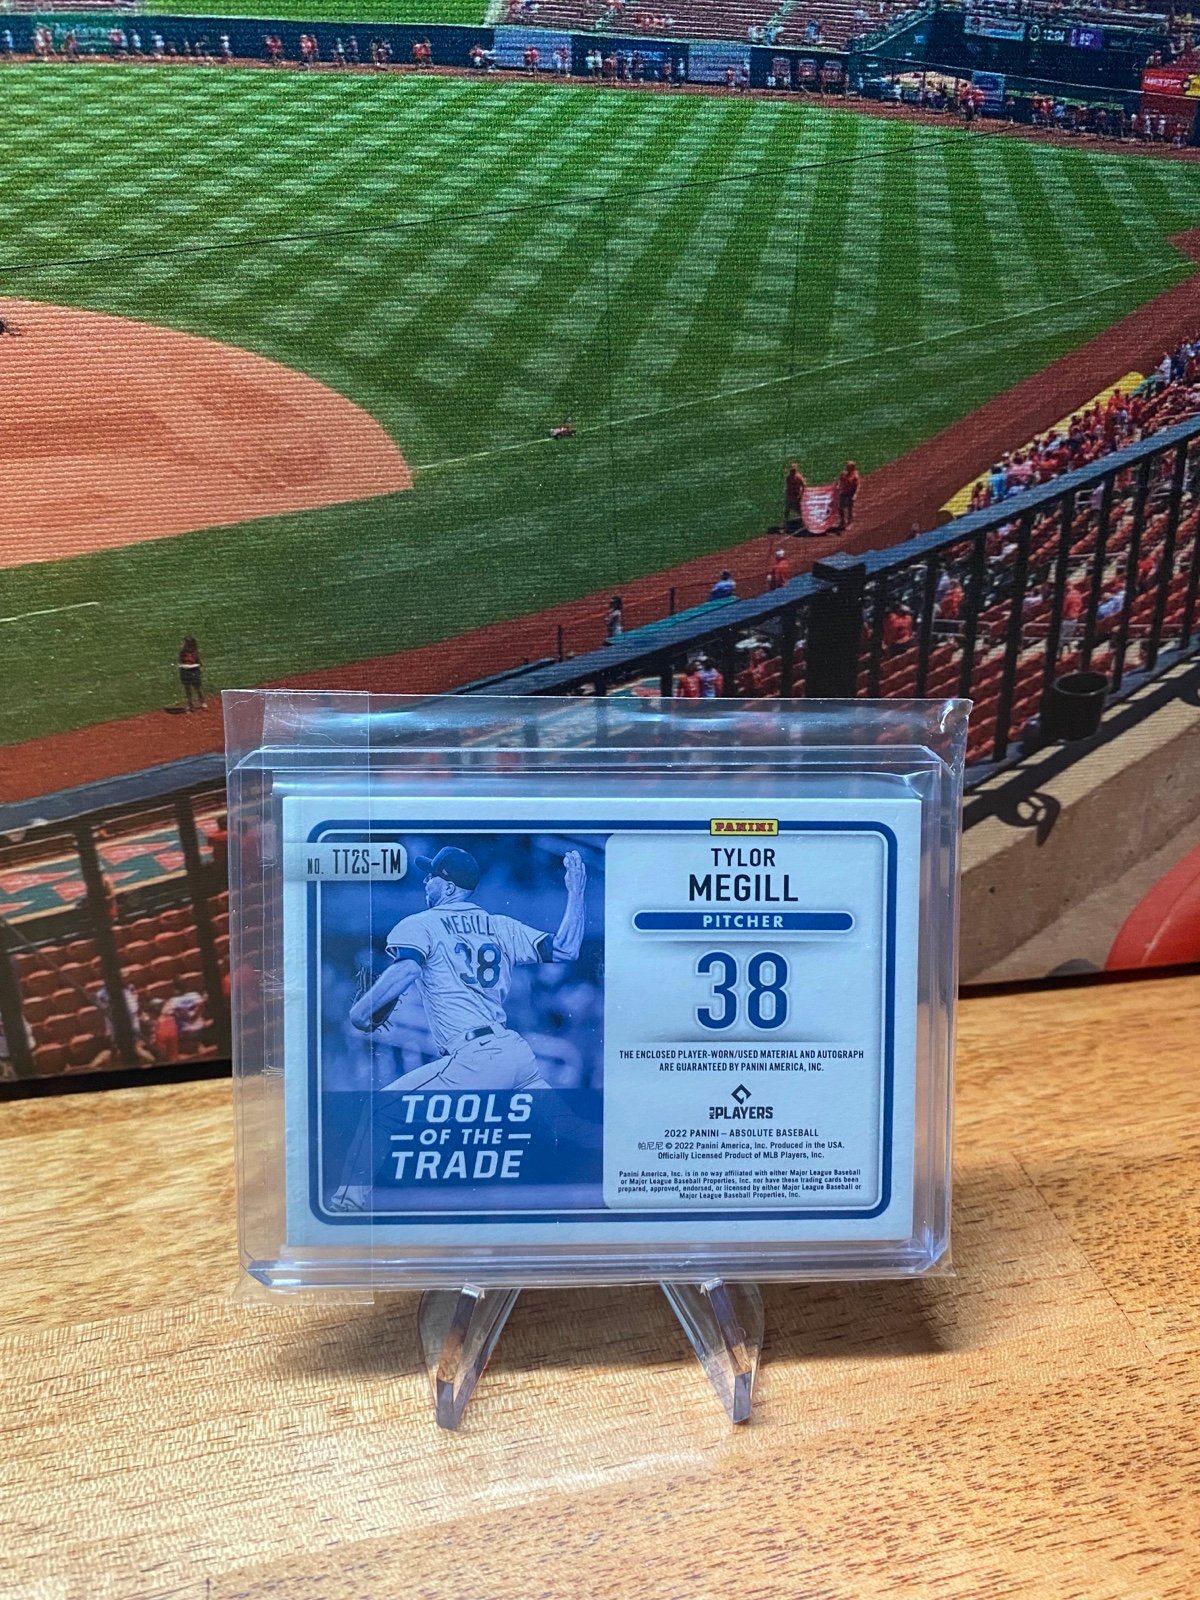 12:04
PANINI
NO. TT2S-TM
MEGILL
38
TOOLS
OF THE
TRADE
TYLOR
MEGILL
PITCHER
38
THE ENCLOSED PLAYER-WORN/USED MATERIAL AND AUTOGRAPH
ARE GUARANTEED BY PANINI AMERICA, INC.
MLB PLAYERS
2022 PANINI – ABSOLUTE BASEBALL
帕尼尼 © 2022 Panini America, Inc. Produced in the USA.
Officially Licensed Product of MLB Players, Inc.
Panini America, Inc. is in no way affiliated with either Major League Baseball
or Major League Baseball Properties, Inc. nor have these trading cards been
prepared, approved, endorsed, or licensed by either Major League Baseball or
Major League Baseball Properties, Inc.